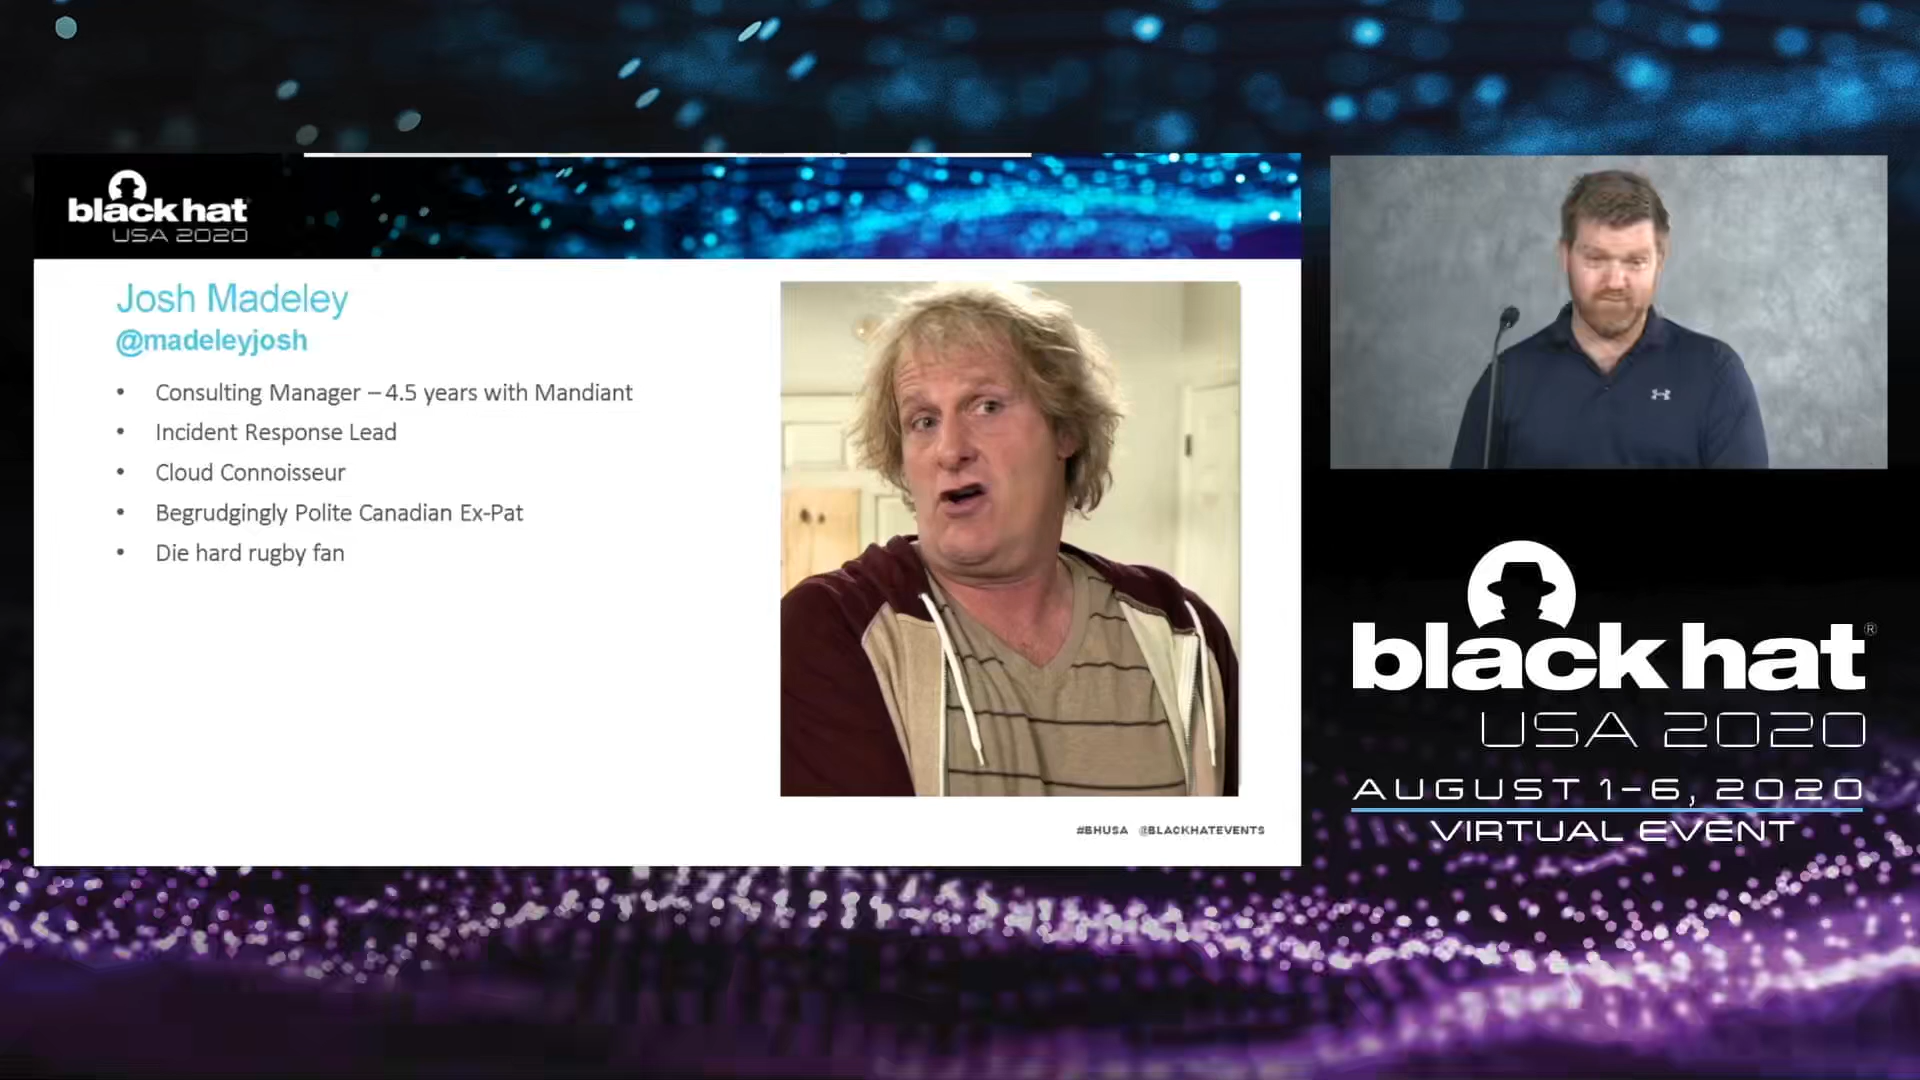 black hat
USA 2020
Josh Madeley
@madeleyjosh
• Consulting Manager – 4.5 years with Mandiant
• Incident Response Lead
• Cloud Connoisseur
• Begrudgingly Polite Canadian Ex-Pat
• Die hard rugby fan
#BHUSA @BLACKHATEVENTS
black hat®
USA 2020
AUGUST 1-6, 2020
VIRTUAL EVENT